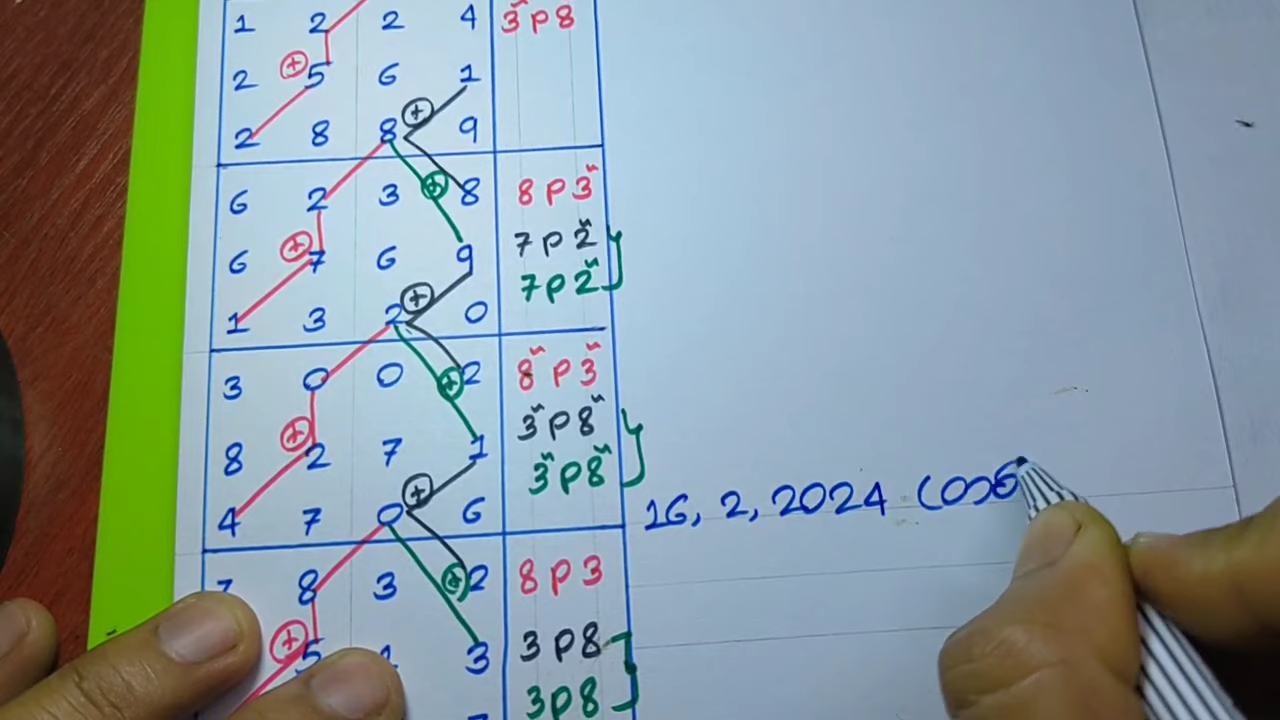 1 2 2 4 3̃ p 8
2 + 5 6 1
2 8 8 + 9
6 2 3 + 8 8 p 3̃
6 + 7 6 9 7 p 2̃
7 p 2̃
1 3 2 + 0
3 0 0 + 2 8̃ p 3̃
3̃ p 8̃
8 + 2 7 1 3̃ p 8̃
4 7 0 + 6
16, 2, 2024
8 3 + 2 8 p 3
+ 5 3 3 p 8
3 p 8